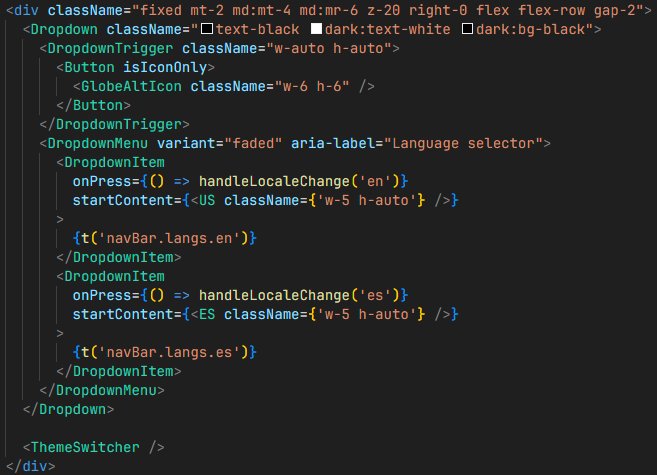 <div className="fixed mt-2 md:mt-4 md:mr-6 z-20 right-0 flex flex-row gap-2">
<Dropdown className="text-black dark:text-white dark:bg-black">
<DropdownTrigger className="w-auto h-auto">
<Button isIconOnly>
<GlobeAltIcon className="w-6 h-6" />
</Button>
</DropdownTrigger>
<DropdownMenu variant="faded" aria-label="Language selector">
<DropdownItem
onPress={() => handleLocaleChange('en')}
startContent={<US className={'w-5 h-auto'} />}
>
{t('navBar.langs.en')}
</DropdownItem>
<DropdownItem
onPress={() => handleLocaleChange('es')}
startContent={<ES className={'w-5 h-auto'} />}
>
{t('navBar.langs.es')}
</DropdownItem>
</DropdownMenu>
</Dropdown>
<ThemeSwitcher />
</div>